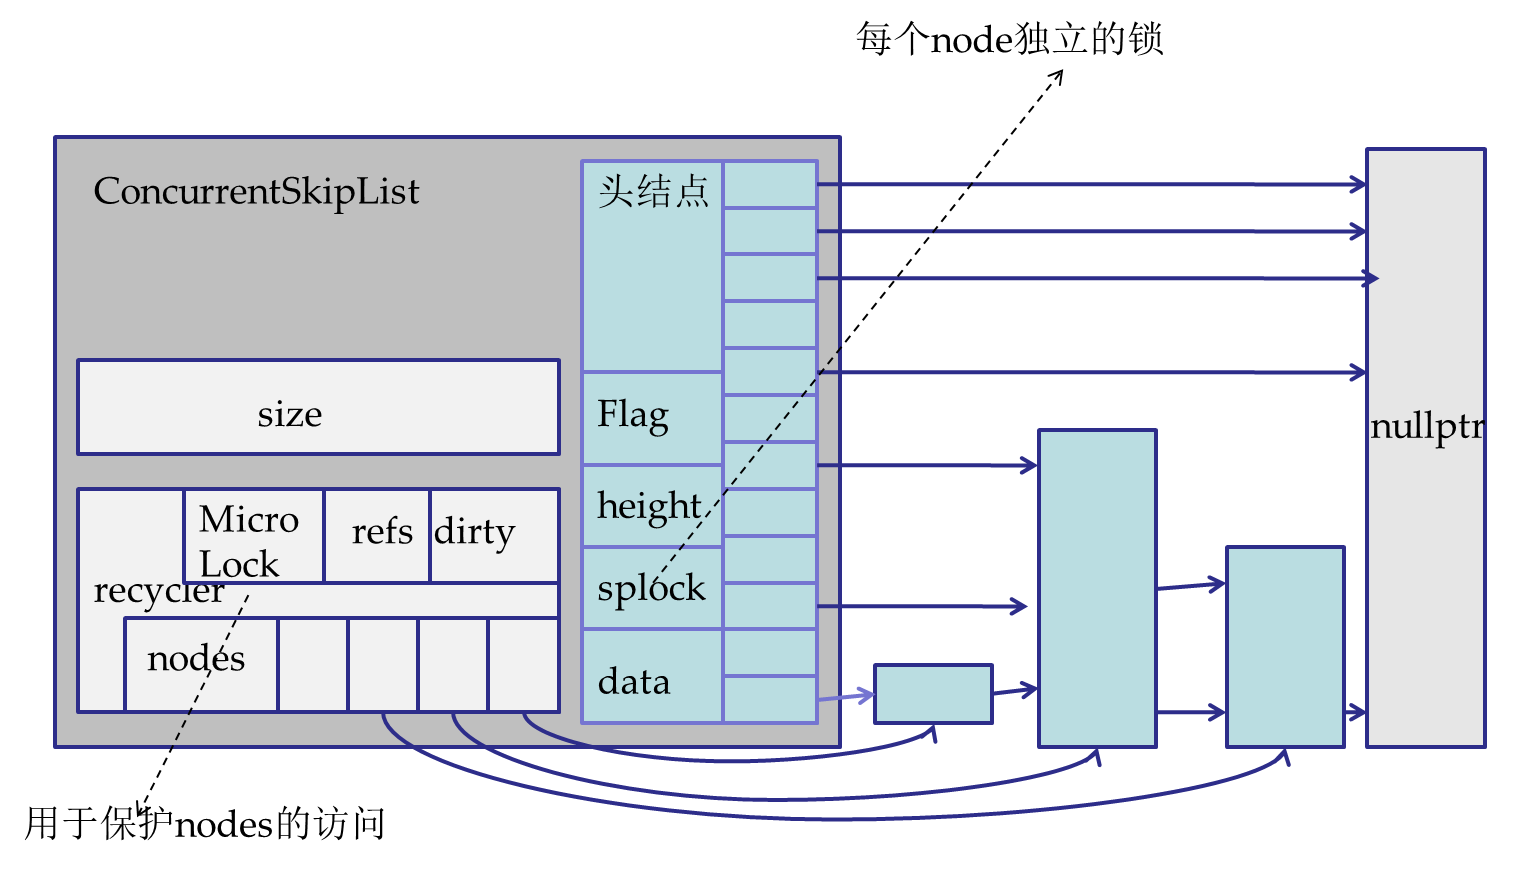 每个node独立的锁
ConcurrentSkipList
头结点
size
Flag
height
splock
data
Micro
Lock
refs
dirty
recycler
nodes
nullptr
用于保护nodes的访问